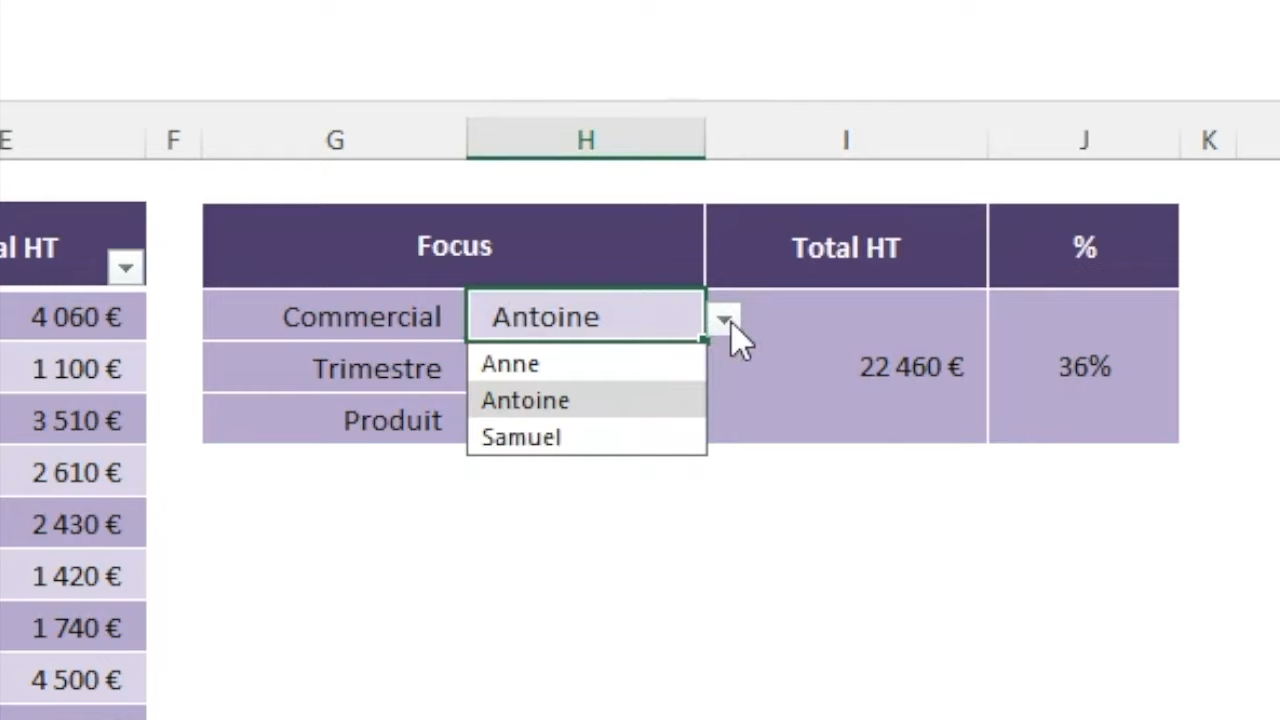 E F G H I J K
al HT Focus Total HT %
4 060 € Commercial Antoine
1 100 € Trimestre Anne 22 460 € 36%
Antoine
3 510 € Produit Samuel
2 610 €
2 430 €
1 420 €
1 740 €
4 500 €